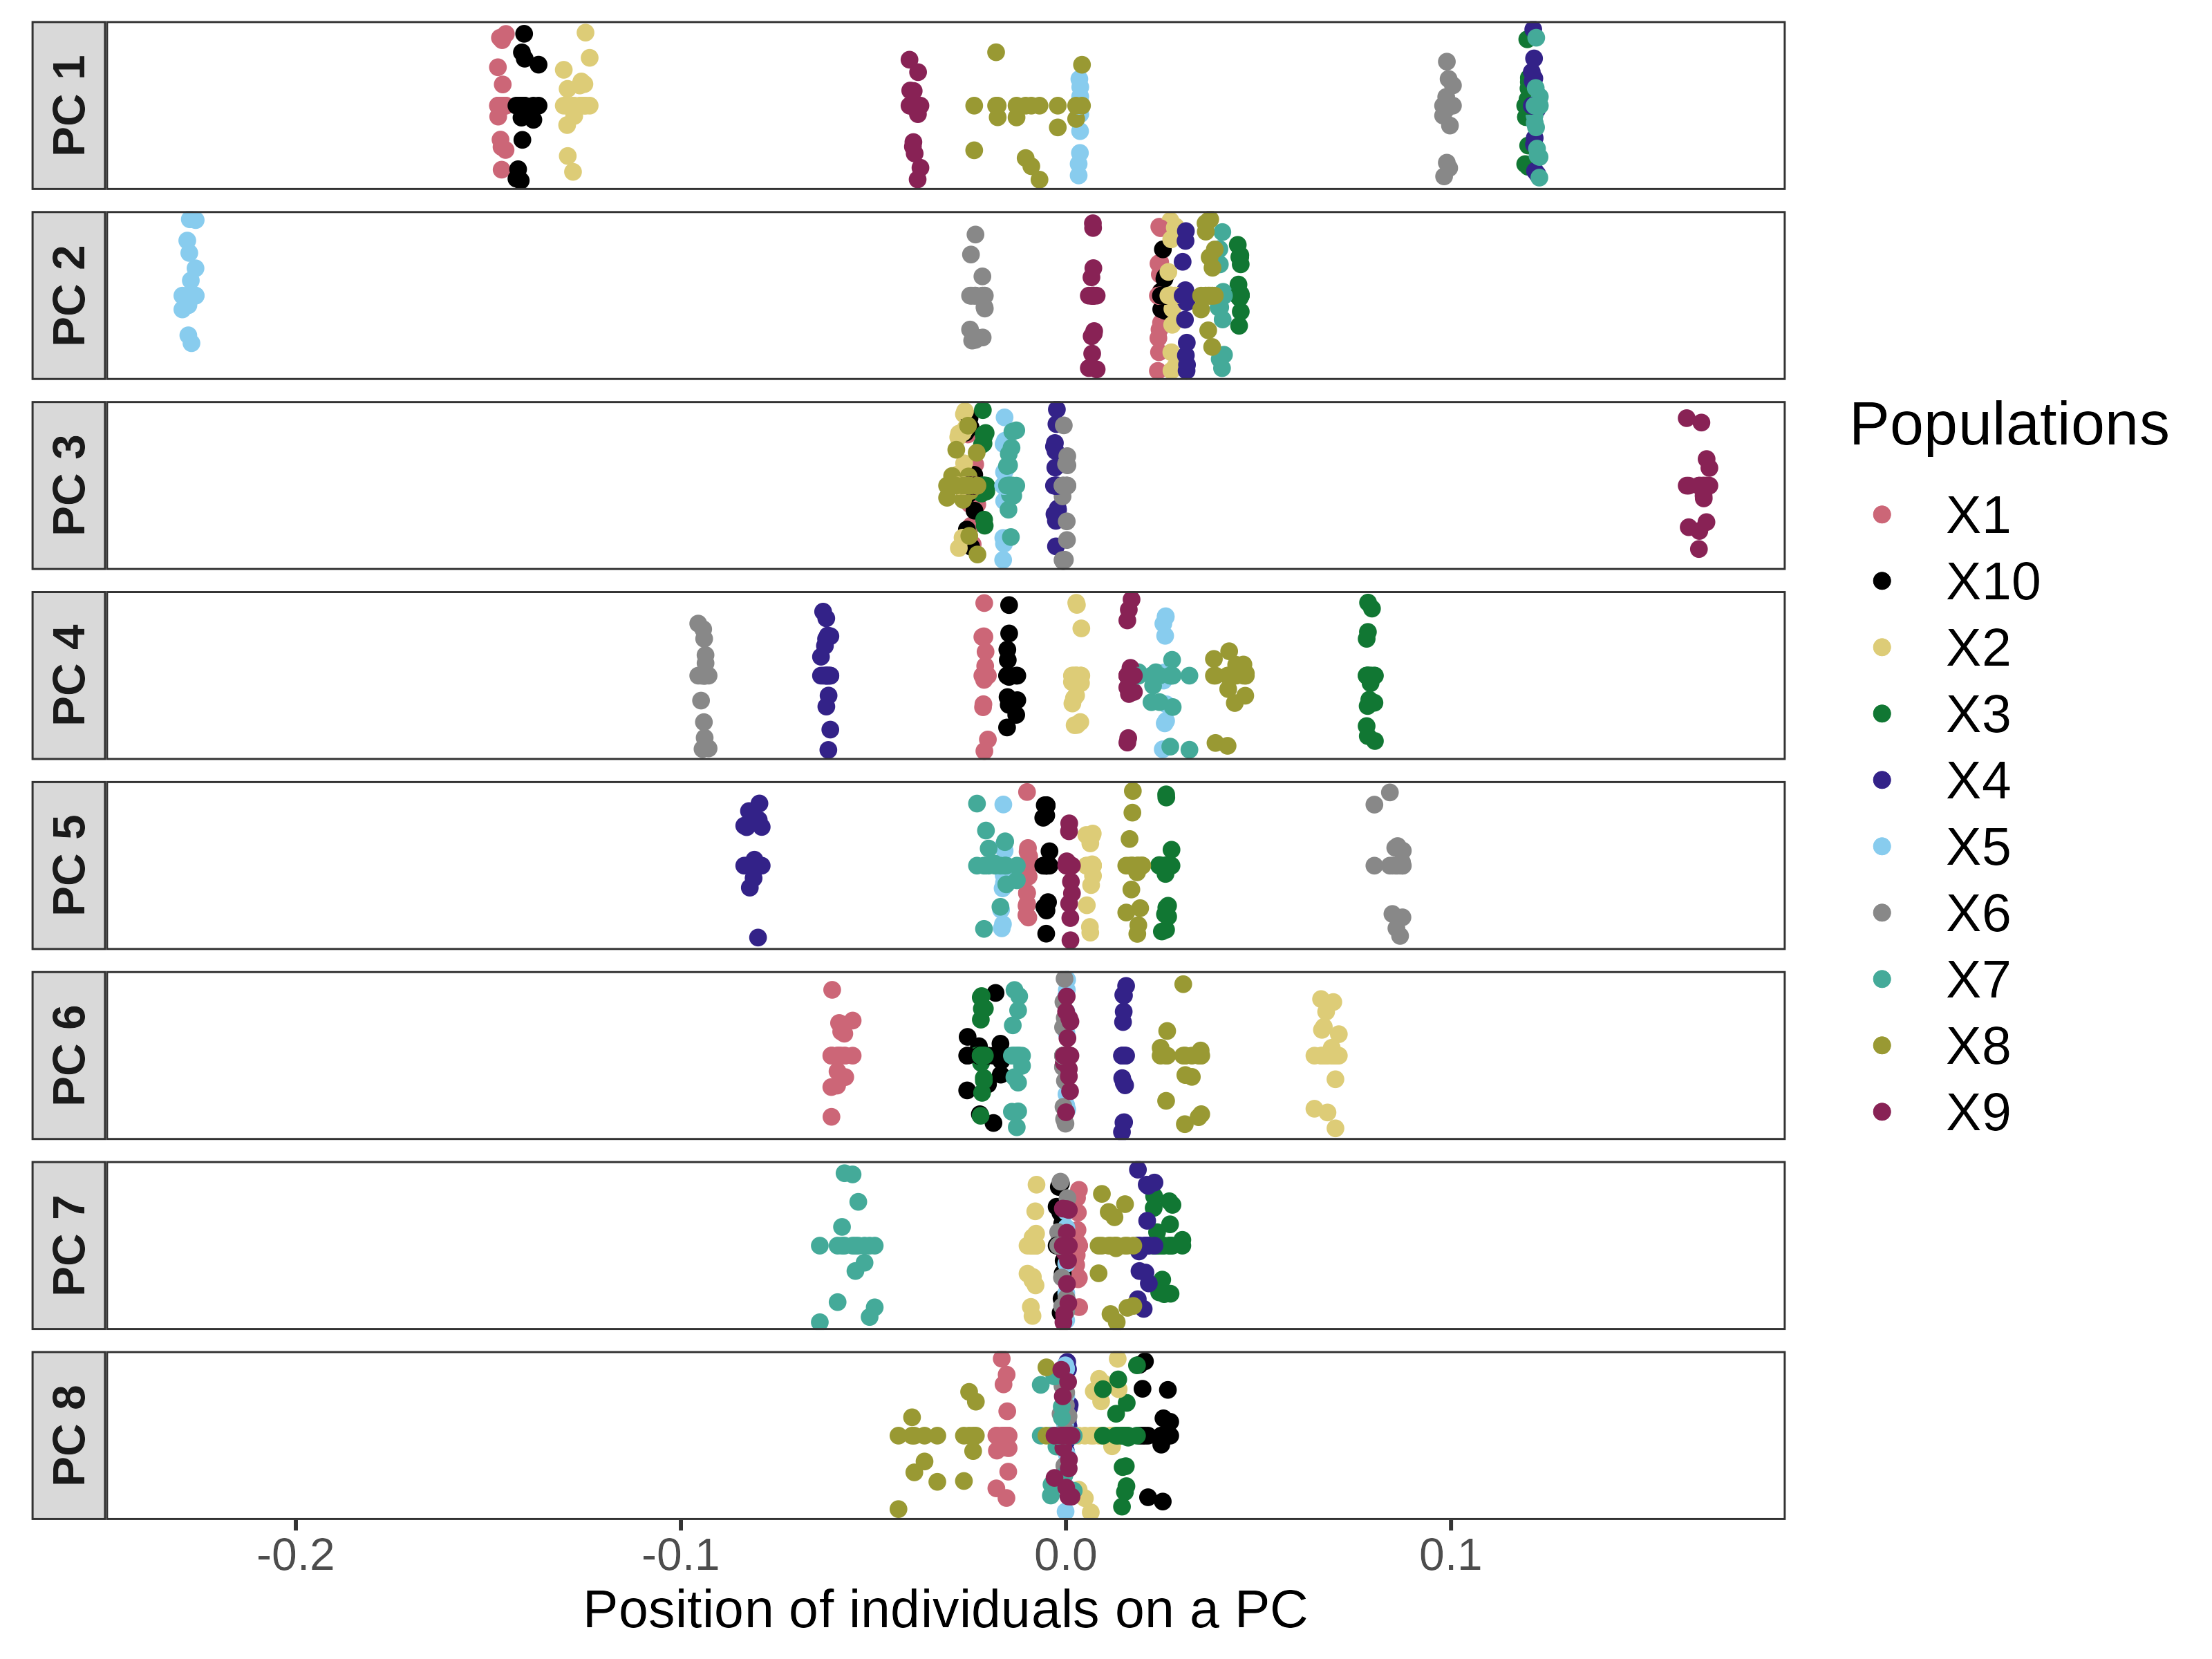 PC 1
PC 2
PC 3
PC 4
PC 5
PC 6
PC 7
PC 8
-0.2 -0.1 0.0 0.1
Position of individuals on a PC
Populations
X1
X10
X2
X3
X4
X5
X6
X7
X8
X9